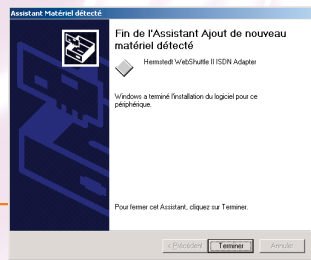 Assistant Matériel détecté
Fin de l'Assistant Ajout de nouveau
matériel détecté
Hermstedt WebShuttle II ISDN Adapter
Windows a terminé l'installation du logiciel pour ce
périphérique.
Pour fermer cet Assistant, cliquez sur Terminer.
< Précédent
Terminer
Annuler